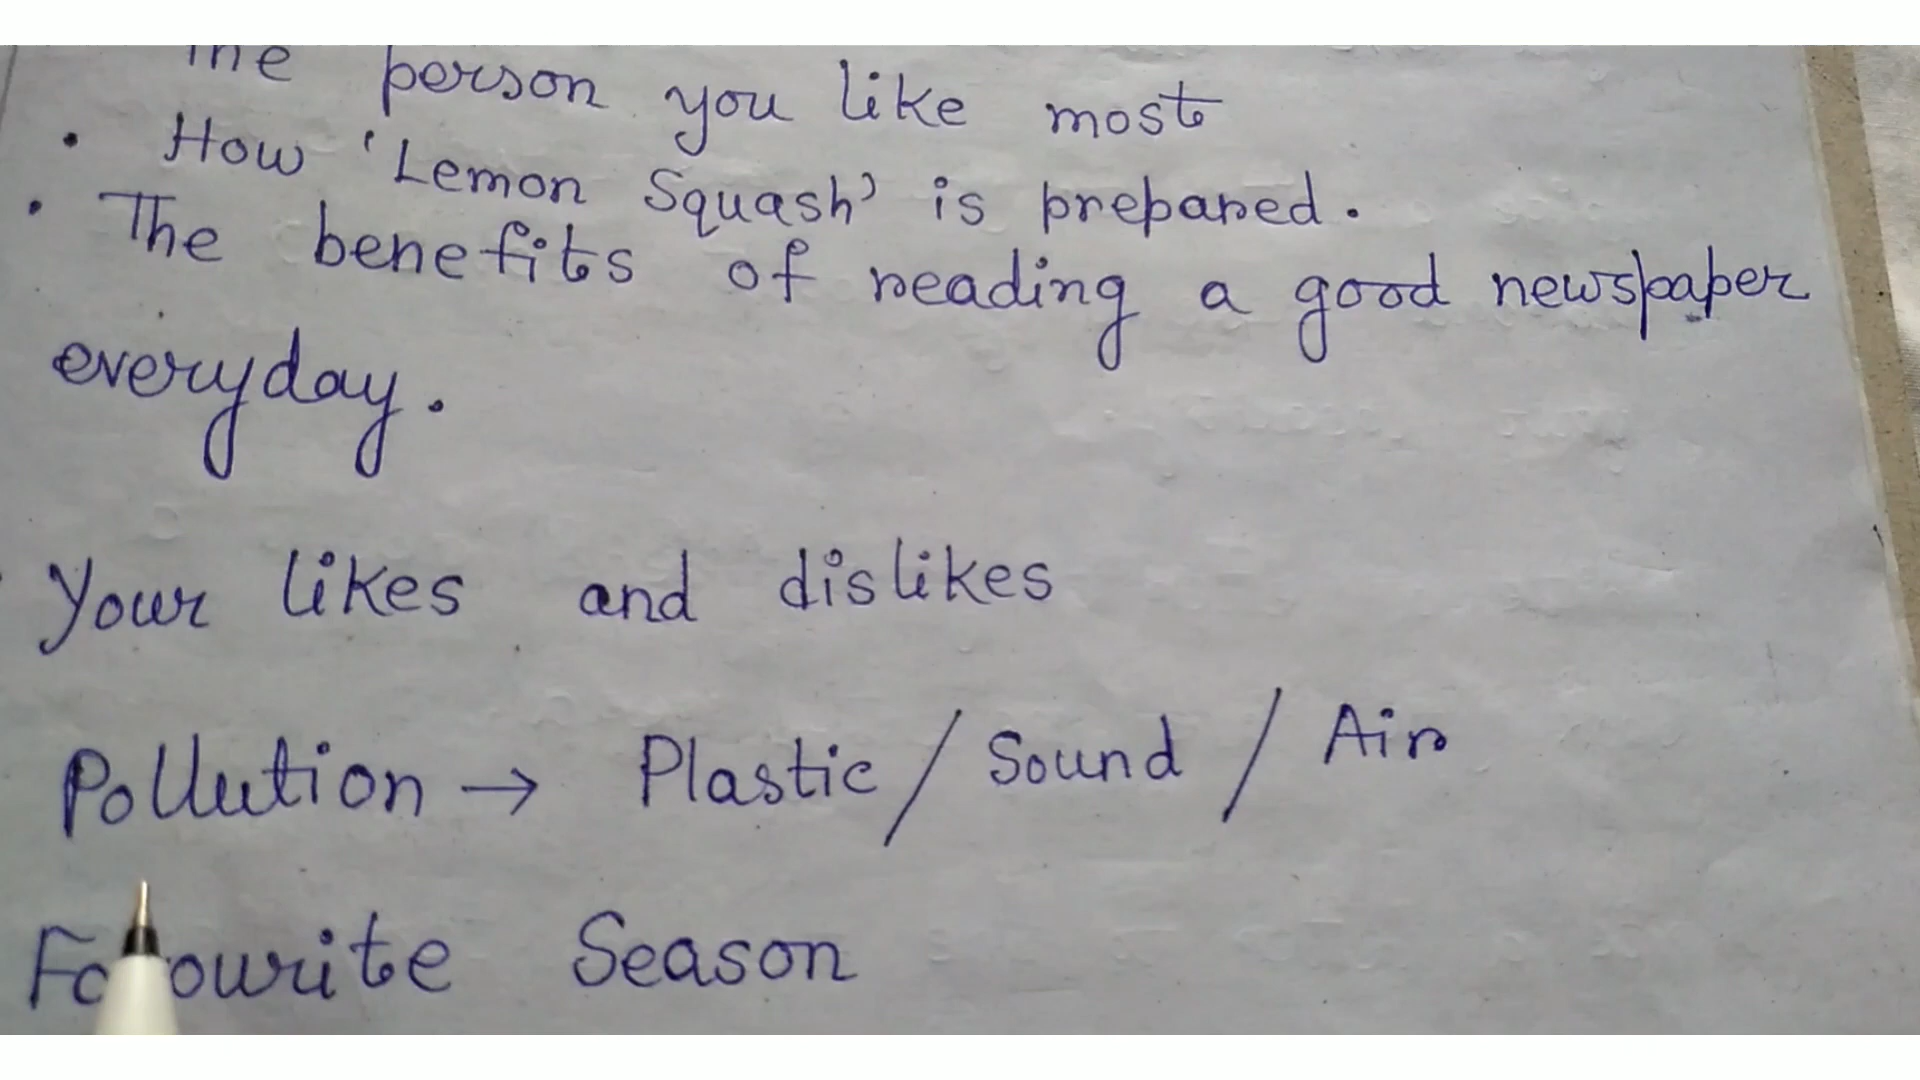 The person you like most
• How 'Lemon Squash' is prepared.
• The benefits of reading a good newspaper
everyday.
Your likes and dislikes
Pollution → Plastic / Sound / Air
Favourite Season